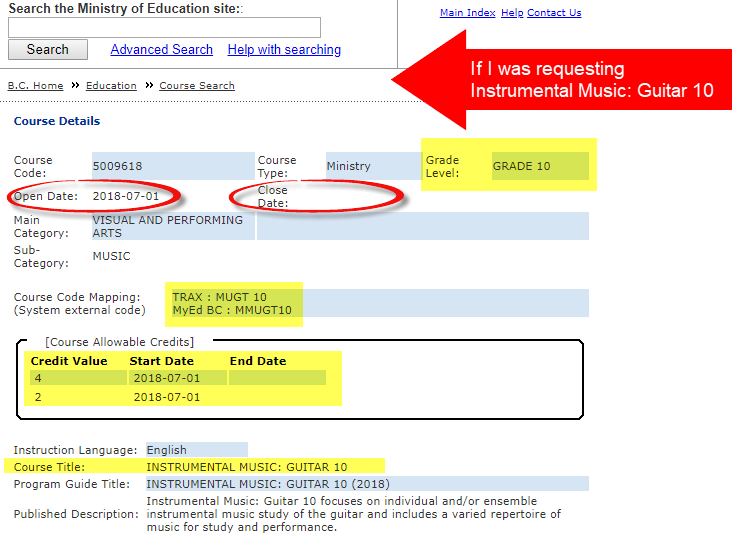 Search the Ministry of Education site::
Main Index Help Contact Us
Search Advanced Search Help with searching
If I was requesting
Instrumental Music: Guitar 10
B.C. Home » Education » Course Search
Course Details
Course Code: 5009618 Course Type: Ministry Grade Level: GRADE 10
Open Date: 2018-07-01 Close Date:
Main Category: VISUAL AND PERFORMING ARTS
Sub-Category: MUSIC
Course Code Mapping: TRAX : MUGT 10
(System external code) MyEd BC : MMUGT10
[Course Allowable Credits]
Credit Value Start Date End Date
4 2018-07-01
2 2018-07-01
Instruction Language: English
Course Title: INSTRUMENTAL MUSIC: GUITAR 10
Program Guide Title: INSTRUMENTAL MUSIC: GUITAR 10 (2018)
Published Description: Instrumental Music: Guitar 10 focuses on individual and/or ensemble
instrumental music study of the guitar and includes a varied repertoire of
music for study and performance.